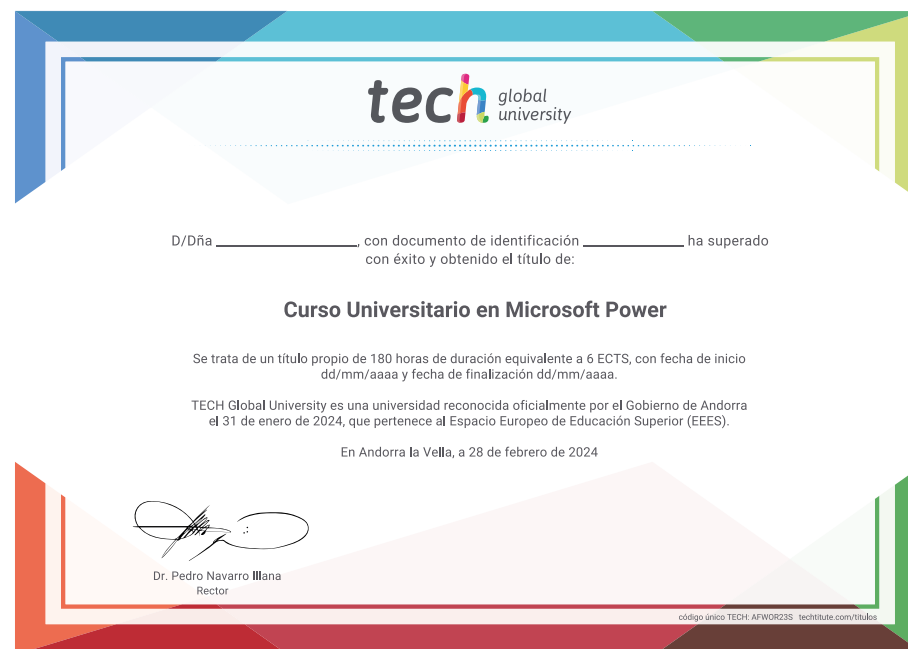 tech global university
D/Dña , con documento de identificación ha superado
con éxito y obtenido el título de:
Curso Universitario en Microsoft Power
Se trata de un título propio de 180 horas de duración equivalente a 6 ECTS, con fecha de inicio
dd/mm/aaaa y fecha de finalización dd/mm/aaaa.
TECH Global University es una universidad reconocida oficialmente por el Gobierno de Andorra
el 31 de enero de 2024, que pertenece al Espacio Europeo de Educación Superior (EEES).
En Andorra la Vella, a 28 de febrero de 2024
Dr. Pedro Navarro Illana
Rector
código único TECH: AFWOR23S techtitute.com/titulos